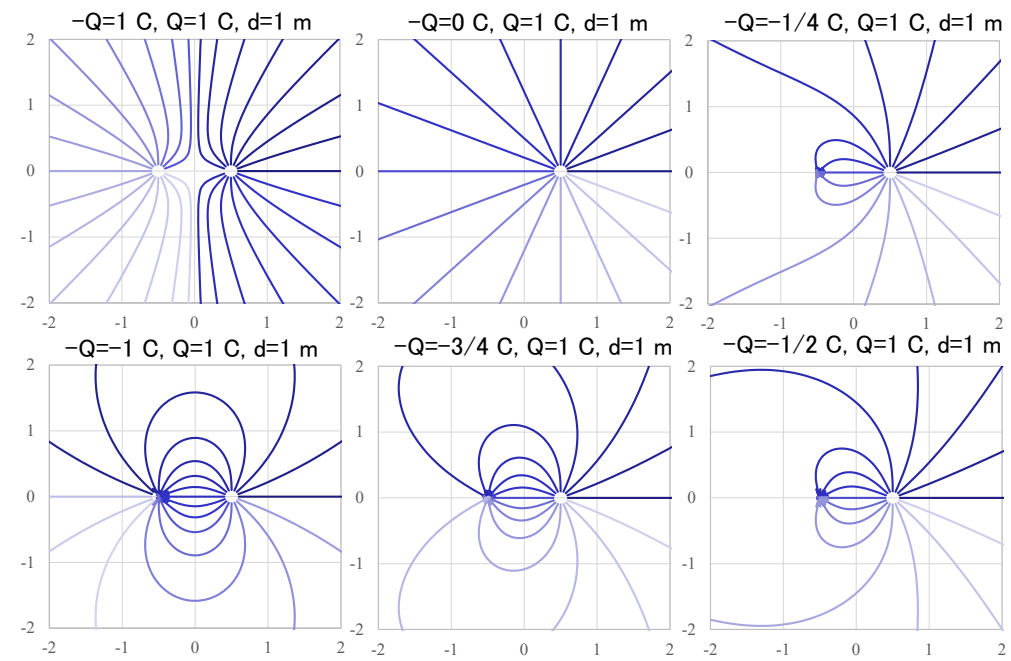 −Q=1 C, Q=1 C, d=1 m
−Q=0 C, Q=1 C, d=1 m
−Q=−1/4 C, Q=1 C, d=1 m
2
1
0
-1
-2
-2 -1 0 1 2
2
1
0
-1
-2
-2 -1 0 1 2
2
1
0
-1
-2
-2 -1 0 1 2
−Q=−1 C, Q=1 C, d=1 m
−Q=−3/4 C, Q=1 C, d=1 m
−Q=−1/2 C, Q=1 C, d=1 m
2
1
0
-1
-2
-2 -1 0 1 2
2
1
0
-1
-2
-2 -1 0 1 2
2
1
0
-1
-2
-2 -1 0 1 2